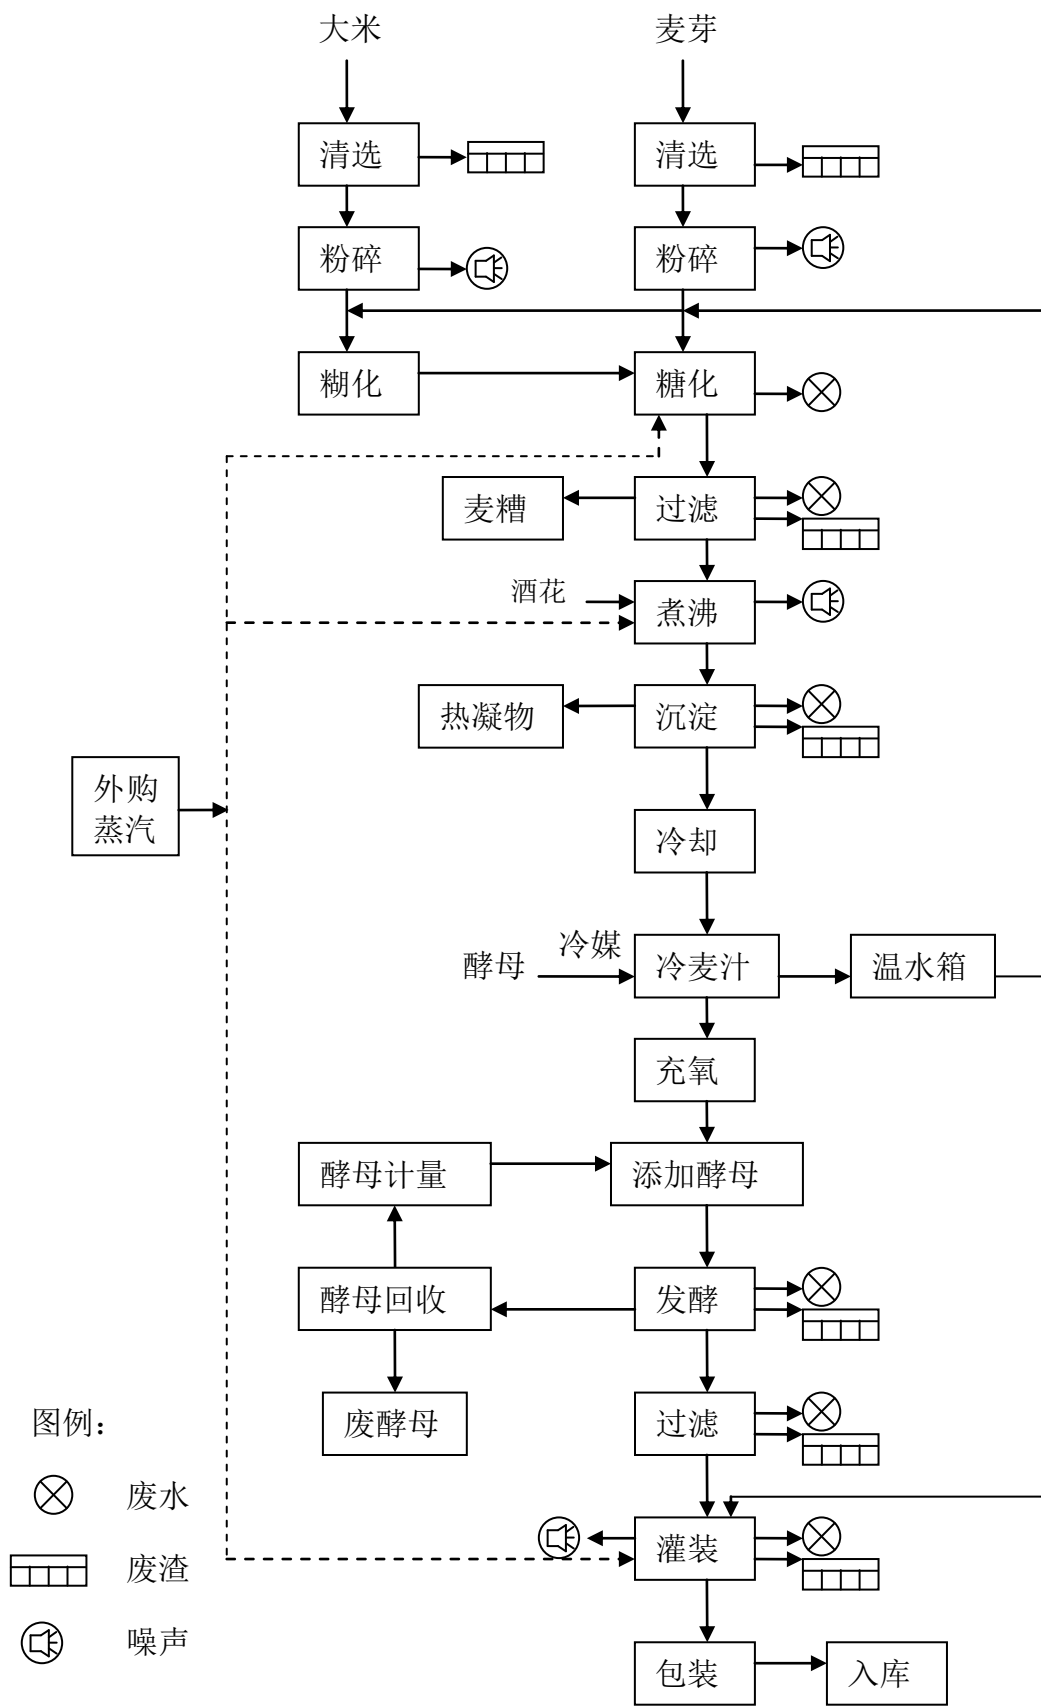 大米
麦芽
清选
清选
粉碎
粉碎
糊化
糖化
麦糟
过滤
酒花
煮沸
热凝物
沉淀
外购
蒸汽
冷却
酵母
冷媒
冷麦汁
温水箱
充氧
酵母计量
添加酵母
酵母回收
发酵
废酵母
过滤
图例：
废水
灌装
废渣
噪声
包装
入库